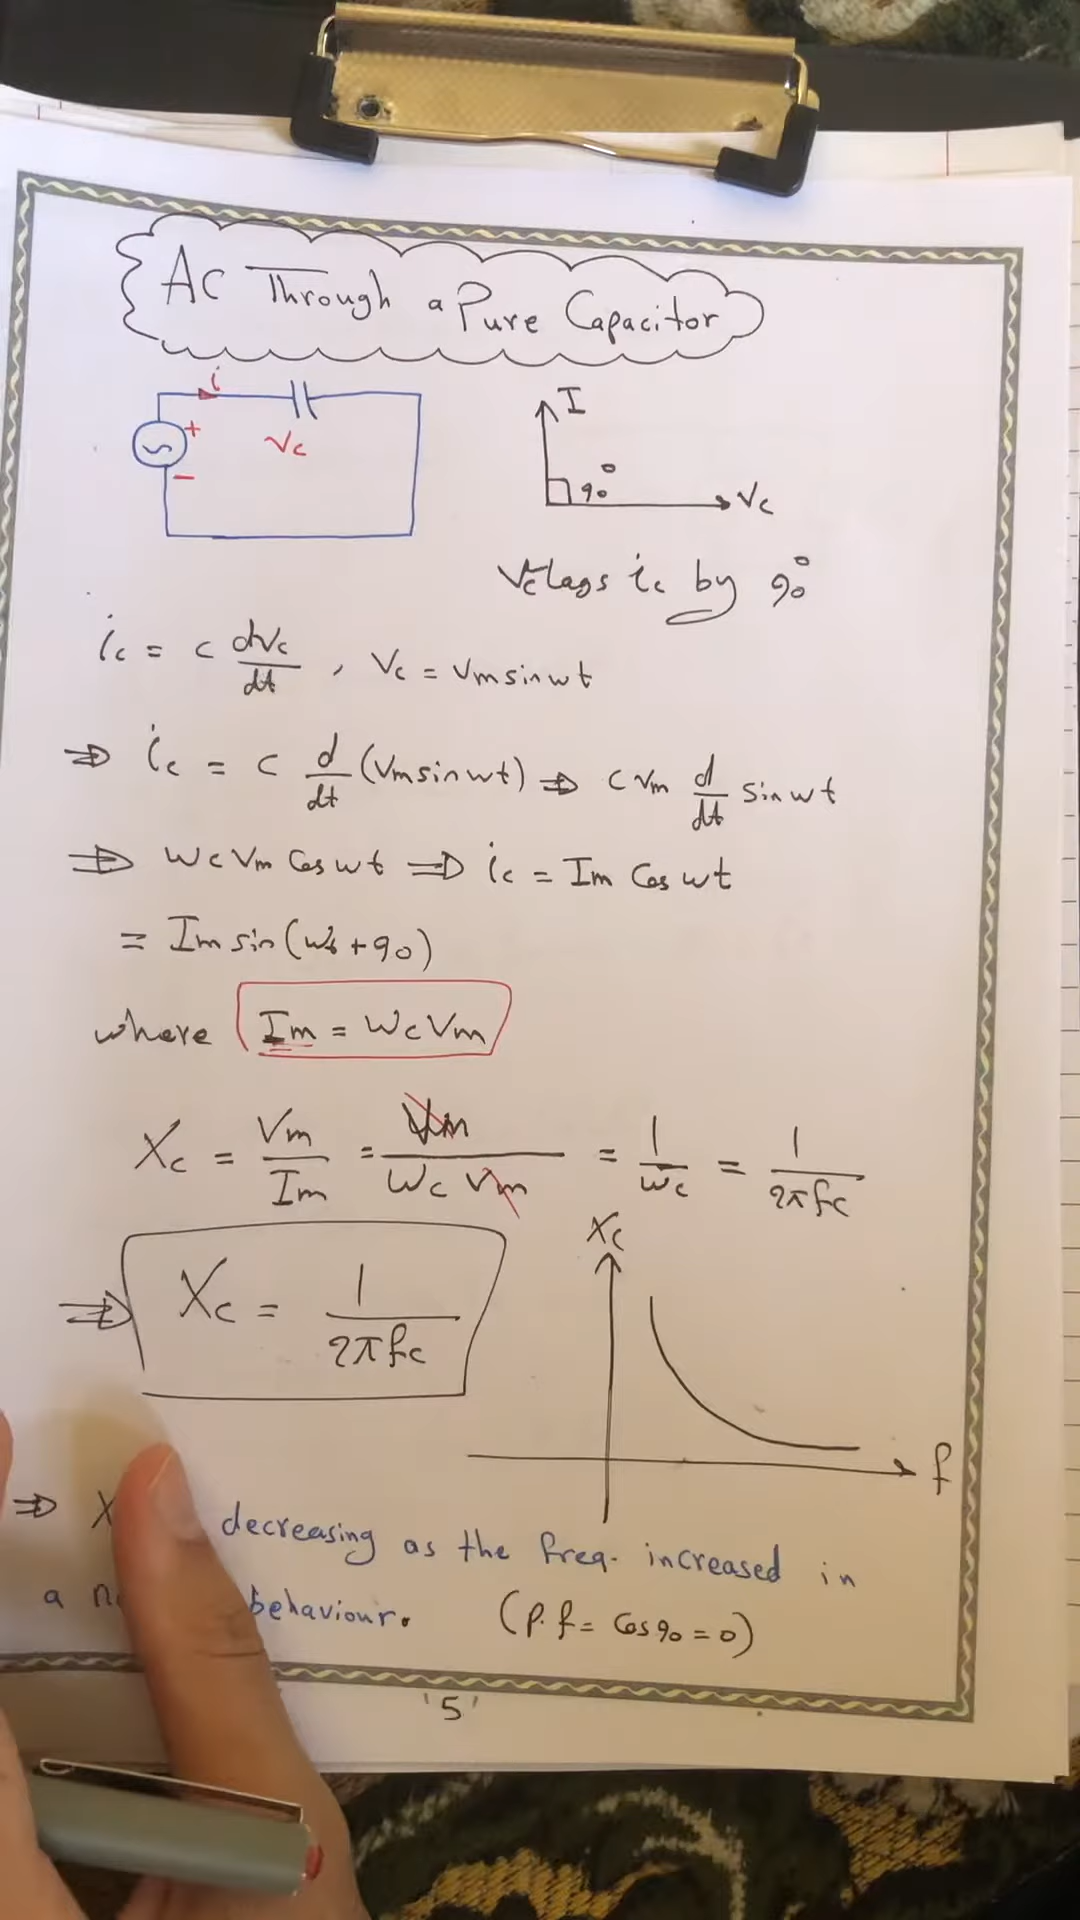 AC Through a Pure Capacitor
i
+
Vc
-
I
90°
Vc
Vc lags ic by 90°
ic = c dVc/dt , Vc = Vm sin wt
⇒ ic = c d/dt (Vm sin wt) ⇒ c Vm d/dt sin wt
⇒ wc Vm Cos wt ⇒ ic = Im Cos wt
= Im sin(wt + 90)
where Im = wc Vm
Xc = Vm/Im = Vm/(wc Vm) = 1/wc = 1/2πfc
⇒ Xc = 1/2πfc
Xc
f
⇒ X decreasing as the freq. increased in
a behaviour. (p.f = Cos 90 = 0)
'5'